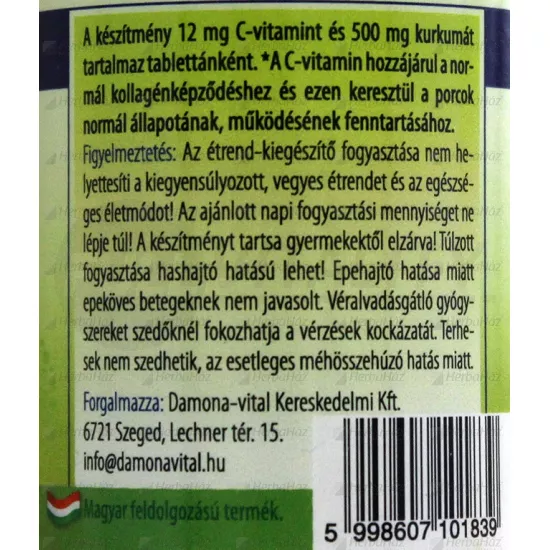 A készítmény 12 mg C-vitamint és 500 mg kurkumát
tartalmaz tablettánként. *A C-vitamin hozzájárul a nor-
mál kollagénképződéshez és ezen keresztül a porcok
normál állapotának, működésének fenntartásához.
Figyelmeztetés: Az étrend-kiegészítő fogyasztása nem he-
lyettesíti a kiegyensúlyozott, vegyes étrendet és az egészsé-
ges életmódot! Az ajánlott napi fogyasztási mennyiséget ne
lépje túl! A készítményt tartsa gyermekektől elzárva! Túlzott
fogyasztása hashajtó hatású lehet! Epehajtó hatása miatt
epeköves betegeknek nem javasolt. Véralvadásgátló gyógy-
szereket szedőknél fokozhatja a vérzések kockázatát. Terhe-
sek nem szedhetik, az esetleges méhösszehúzó hatás miatt.
Forgalmazza: Damona-vital Kereskedelmi Kft.
6721 Szeged, Lechner tér. 15.
info@damonavital.hu
Magyar feldolgozású termék.
5 998607 101839
HerbaHáz